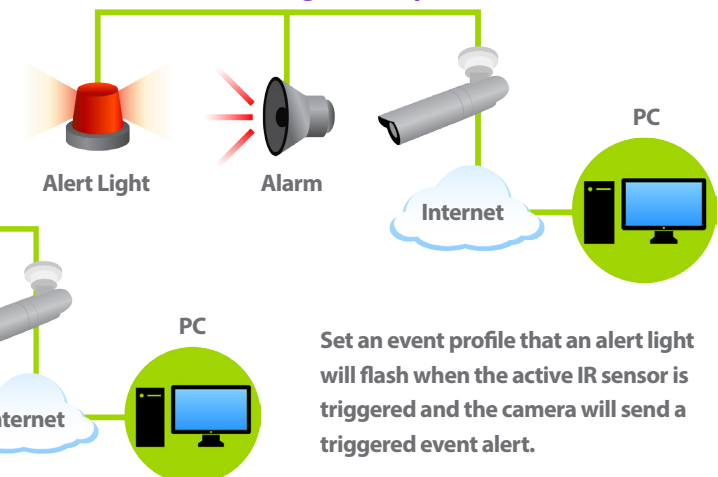 Alert Light
Alarm
PC
Internet
PC
Set an event profile that an alert light
will flash when the active IR sensor is
triggered and the camera will send a
triggered event alert.